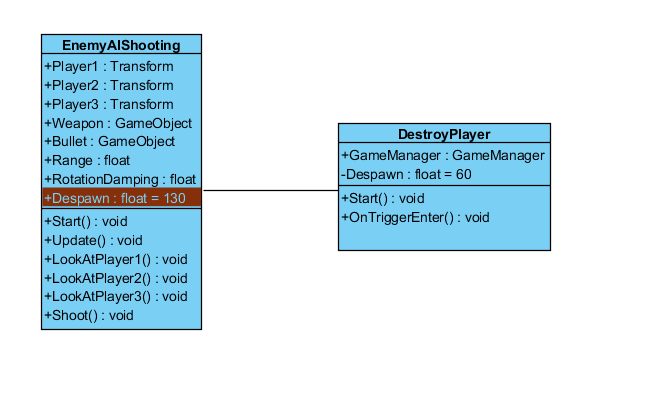 EnemyAIShooting
+Player1 : Transform
+Player2 : Transform
+Player3 : Transform
+Weapon : GameObject
+Bullet : GameObject
+Range : float
+RotationDamping : float
+Despawn : float = 130
+Start() : void
+Update() : void
+LookAtPlayer1() : void
+LookAtPlayer2() : void
+LookAtPlayer3() : void
+Shoot() : void
DestroyPlayer
+GameManager : GameManager
-Despawn : float = 60
+Start() : void
+OnTriggerEnter() : void